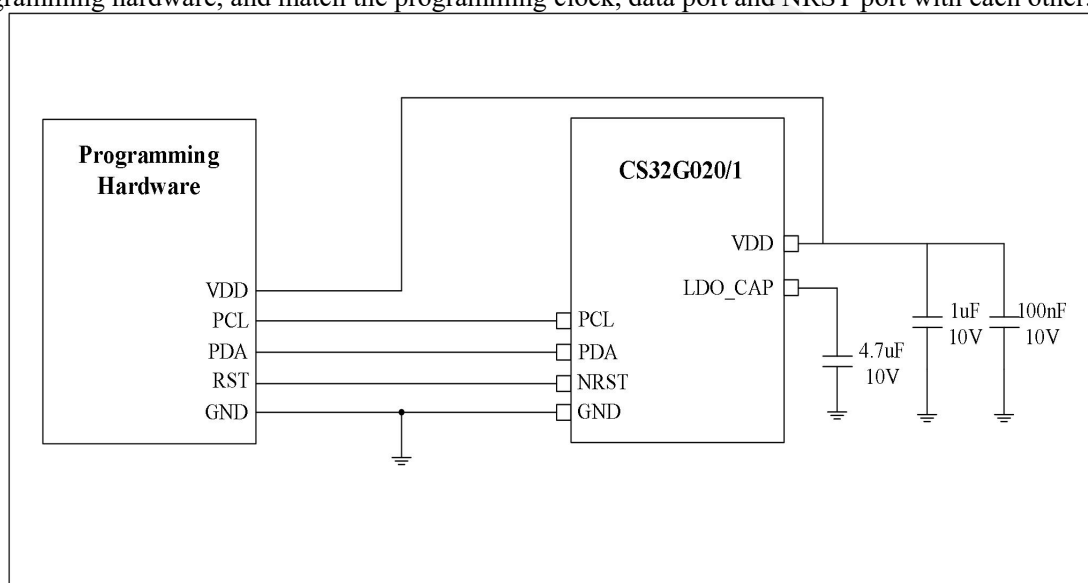 gramming hardware, and match the programming clock, data port and NRST port with each other.
Programming
Hardware
VDD
PCL
PDA
RST
GND
CS32G020/1
VDD
LDO_CAP
PCL
PDA
NRST
GND
4.7uF
10V
1uF
10V
100nF
10V